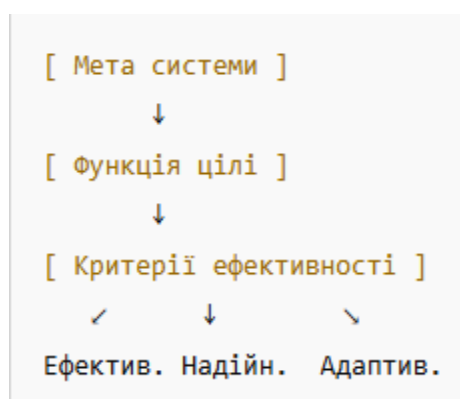 [ Мета системи ]
↓
[ Функція цілі ]
↓
[ Критерії ефективності ]
↙ ↓ ↘
Ефектив. Надійн. Адаптив.